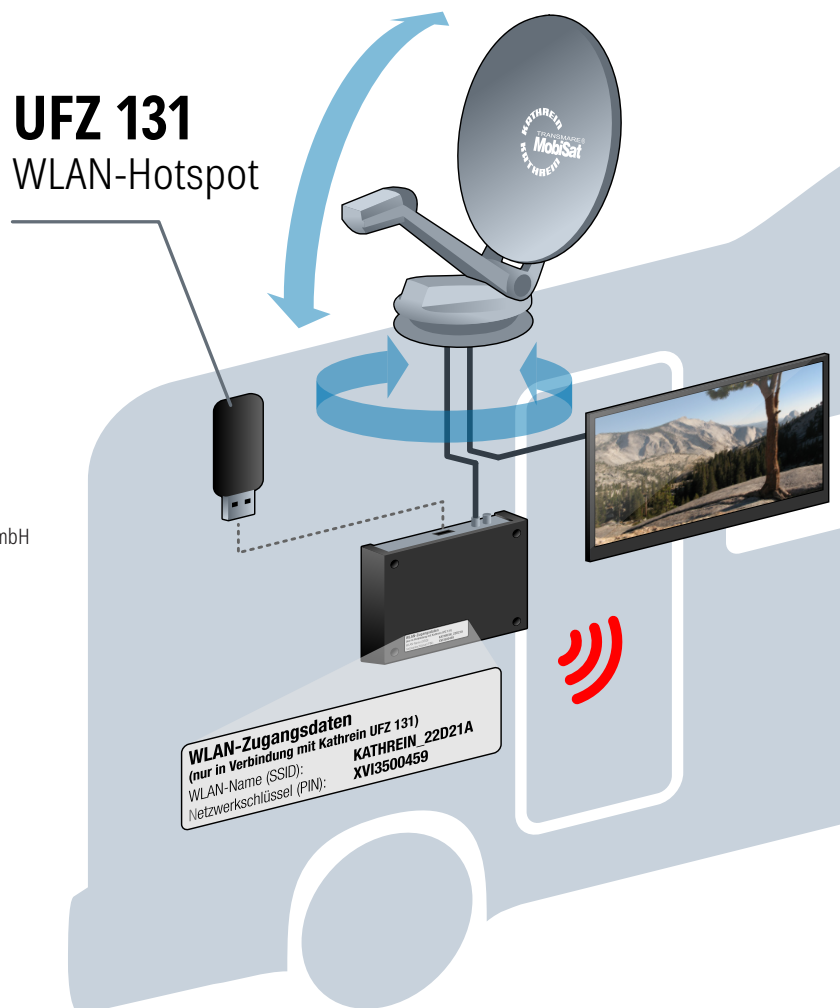 UFZ 131
WLAN-Hotspot
KATHREIN
TRANSMARE
MobiSat
KATHREIN
mbH
WLAN-Zugangsdaten
(nur in Verbindung mit Kathrein UFZ 131)
WLAN-Name (SSID): KATHREIN_22D21A
Netzwerkschlüssel (PIN): XVI3500459